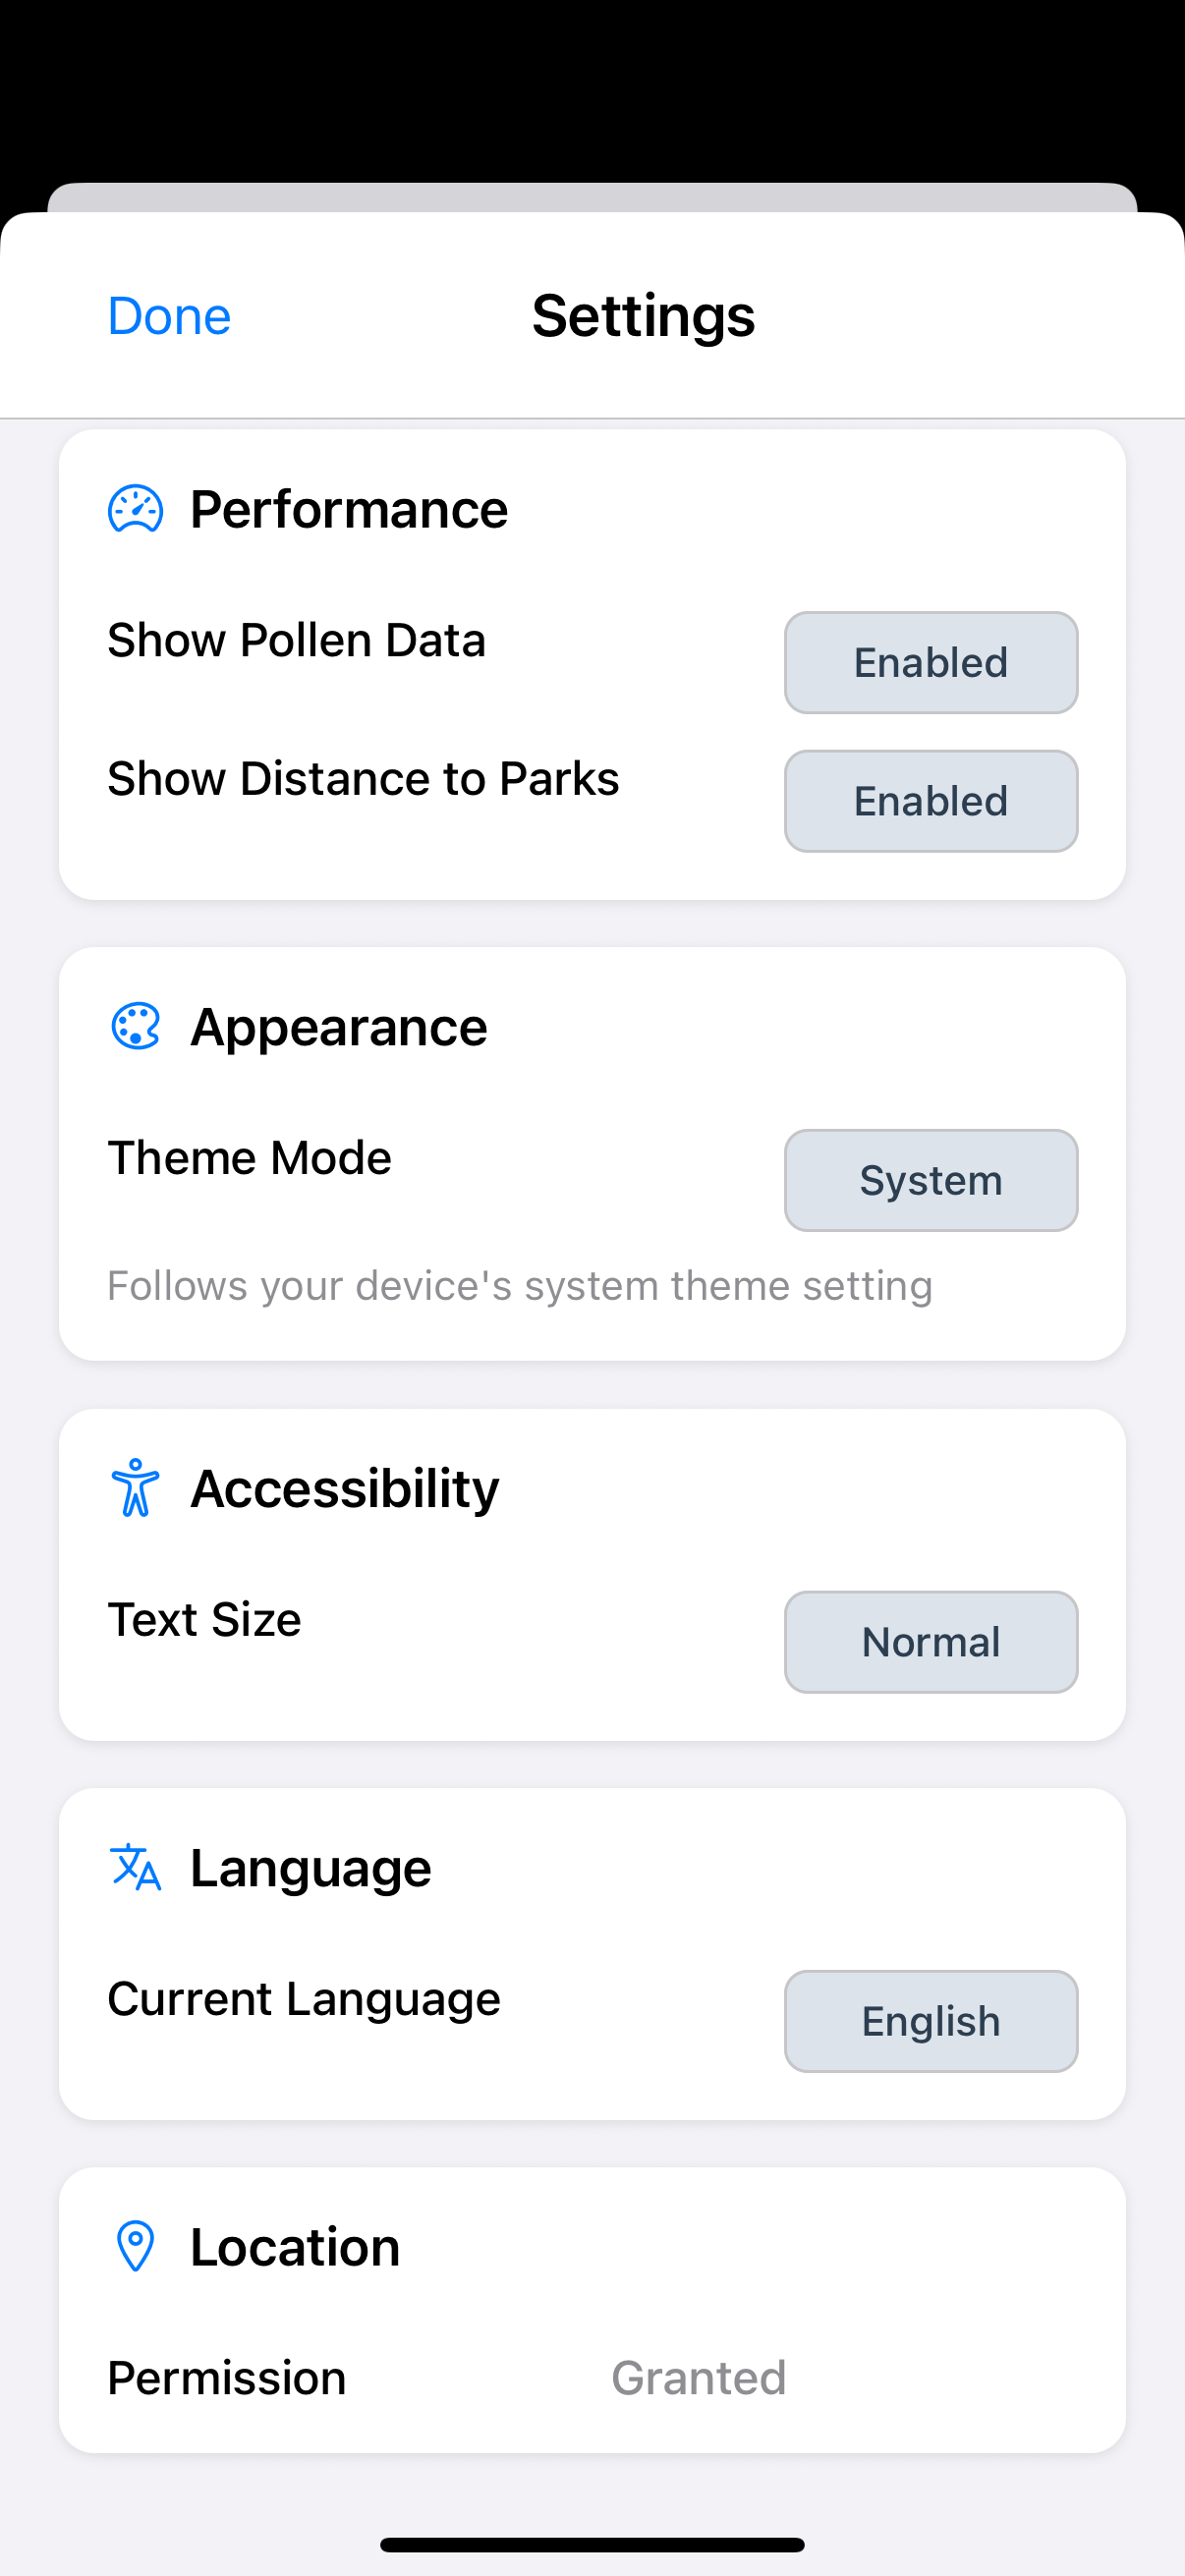 Done
Settings
Performance
Show Pollen Data
Enabled
Show Distance to Parks
Enabled
Appearance
Theme Mode
System
Follows your device's system theme setting
Accessibility
Text Size
Normal
Language
Current Language
English
Location
Permission
Granted